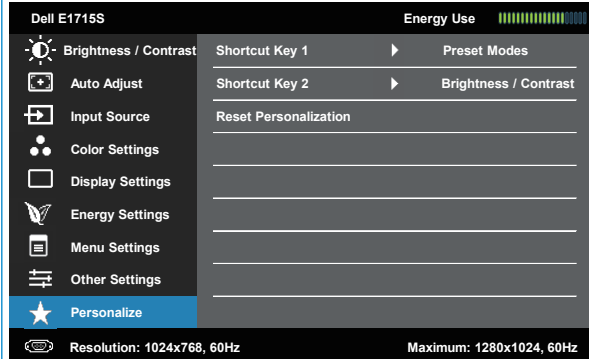 Dell E1715S Energy Use
Brightness / Contrast Shortcut Key 1 Preset Modes
Auto Adjust Shortcut Key 2 Brightness / Contrast
Input Source Reset Personalization
Color Settings
Display Settings
Energy Settings
Menu Settings
Other Settings
Personalize
Resolution: 1024x768, 60Hz Maximum: 1280x1024, 60Hz